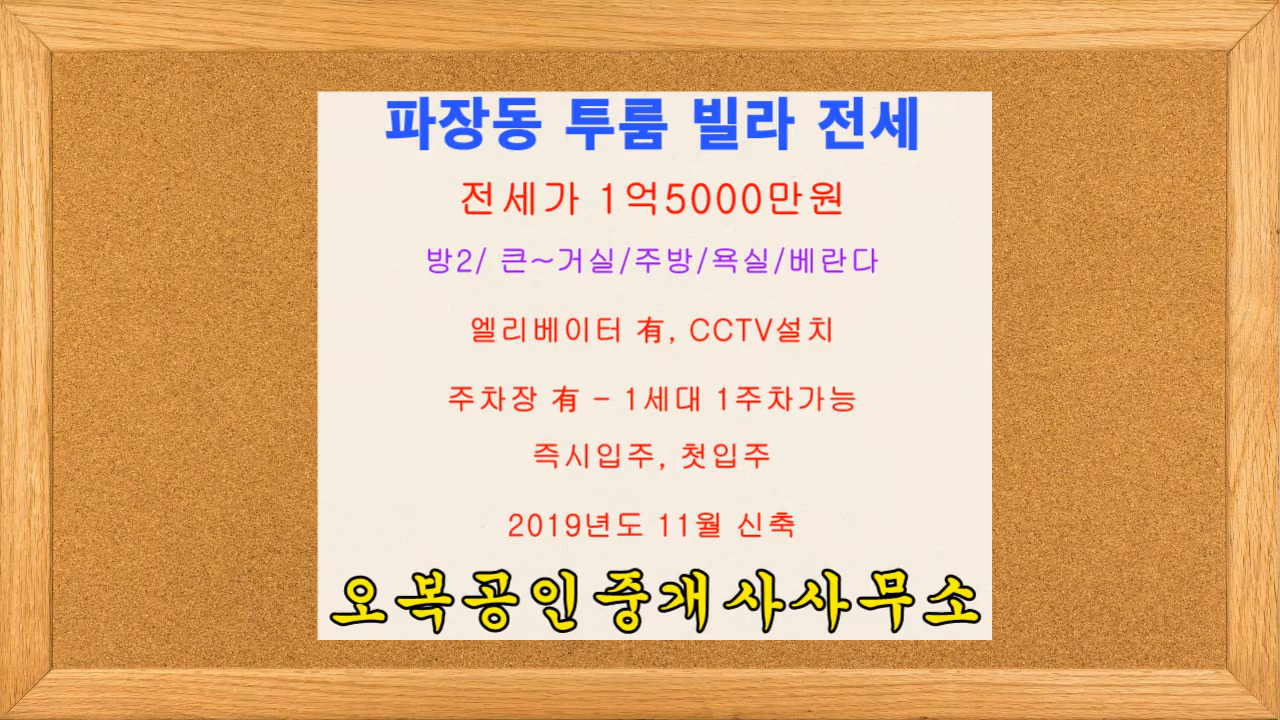 파장동 투룸 빌라 전세
전세가 1억5000만원
방2/ 큰~거실/주방/욕실/베란다
엘리베이터 有, CCTV설치
주차장 有 - 1세대 1주차가능
즉시입주, 첫입주
2019년도 11월 신축
오복공인중개사사무소